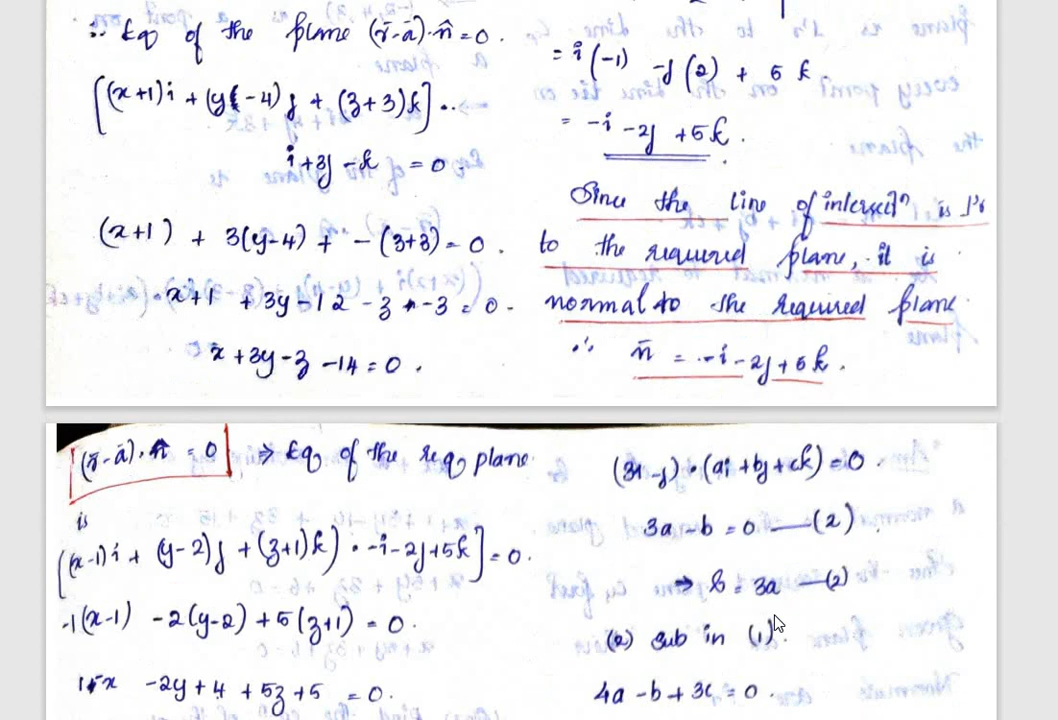 ∴ Eq of the plane (r̄-ā)·n̂ = 0.
[(x+1)i + (y-4)j + (z+3)k]··
i+3j-k = 0
(x+1) + 3(y-4) + - (z+3) = 0.
x+1 + 3y-12 -z -3 = 0.
x+3y-z-14 = 0.
= i(-1) -j(2) + 5k
= -i -2j +5k.
Since the line of intersecn is ⊥r
to the required plane, it is
normal to the required plane.
∴ n̄ = -i-2j+5k.
(r̄-ā)·n̂ = 0 ⇒ Eq of the req plane.
is
[(x-1)i + (y-2)j + (z+1)k)·-i-2j+5k] = 0.
-1(x-1) -2(y-2) +5(z+1) = 0.
-2y+4 +5z+5 = 0.
(3i-j)·(ai+bj+ck) = 0.
3a-b = 0 —(2)
⇒ b = 3a —(2)
(2) sub in (1).
4a-b+3c = 0.